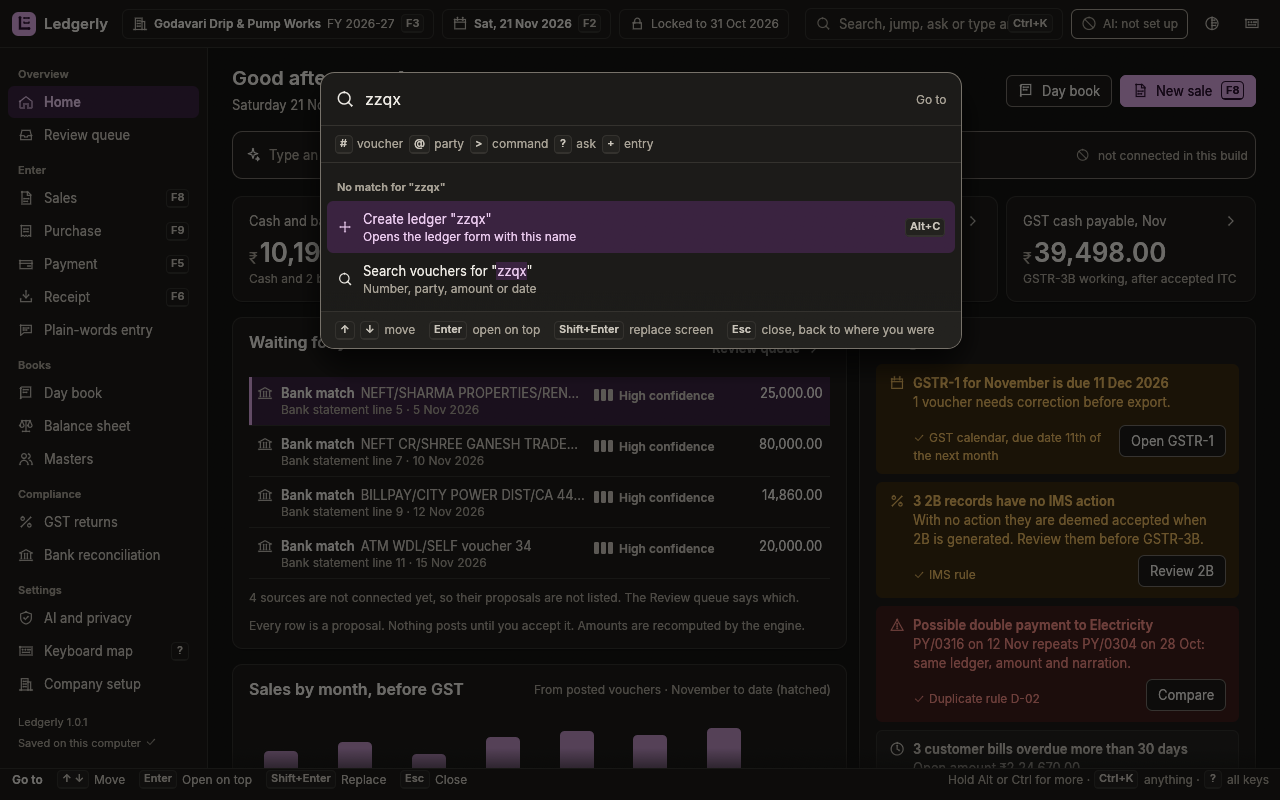 Ledgerly
Godavari Drip & Pump Works FY 2026-27 F3
Sat, 21 Nov 2026 F2
Locked to 31 Oct 2026
Search, jump, ask or type a Ctrl+K
AI: not set up
Overview
Home
Review queue
Enter
Sales F8
Purchase F9
Payment F5
Receipt F6
Plain-words entry
Books
Day book
Balance sheet
Masters
Compliance
GST returns
Bank reconciliation
Settings
AI and privacy
Keyboard map ?
Company setup
Ledgerly 1.0.1
Saved on this computer
Good afte
Saturday 21 No
Day book
New sale F8
Type an
not connected in this build
zzqx
Go to
# voucher @ party > command ? ask + entry
No match for "zzqx"
Create ledger "zzqx"
Opens the ledger form with this name
Alt+C
Search vouchers for "zzqx"
Number, party, amount or date
↑ ↓ move Enter open on top Shift+Enter replace screen Esc close, back to where you were
Cash and b
₹10,19
Cash and 2 b
GST cash payable, Nov
₹39,498.00
GSTR-3B working, after accepted ITC
Waiting fo
Review queue
Bank match NEFT/SHARMA PROPERTIES/REN... High confidence 25,000.00
Bank statement line 5 · 5 Nov 2026
Bank match NEFT CR/SHREE GANESH TRADE... High confidence 80,000.00
Bank statement line 7 · 10 Nov 2026
Bank match BILLPAY/CITY POWER DIST/CA 44... High confidence 14,860.00
Bank statement line 9 · 12 Nov 2026
Bank match ATM WDL/SELF voucher 34 High confidence 20,000.00
Bank statement line 11 · 15 Nov 2026
4 sources are not connected yet, so their proposals are not listed. The Review queue says which.
Every row is a proposal. Nothing posts until you accept it. Amounts are recomputed by the engine.
Sales by month, before GST
From posted vouchers · November to date (hatched)
GSTR-1 for November is due 11 Dec 2026
1 voucher needs correction before export.
GST calendar, due date 11th of
the next month
Open GSTR-1
3 2B records have no IMS action
With no action they are deemed accepted when
2B is generated. Review them before GSTR-3B.
IMS rule
Review 2B
Possible double payment to Electricity
PY/0316 on 12 Nov repeats PY/0304 on 28 Oct:
same ledger, amount and narration.
Duplicate rule D-02
Compare
3 customer bills overdue more than 30 days
Open amount ₹2,24,670.00
Go to ↑ ↓ Move Enter Open on top Shift+Enter Replace Esc Close
Hold Alt or Ctrl for more · Ctrl+K anything · ? all keys